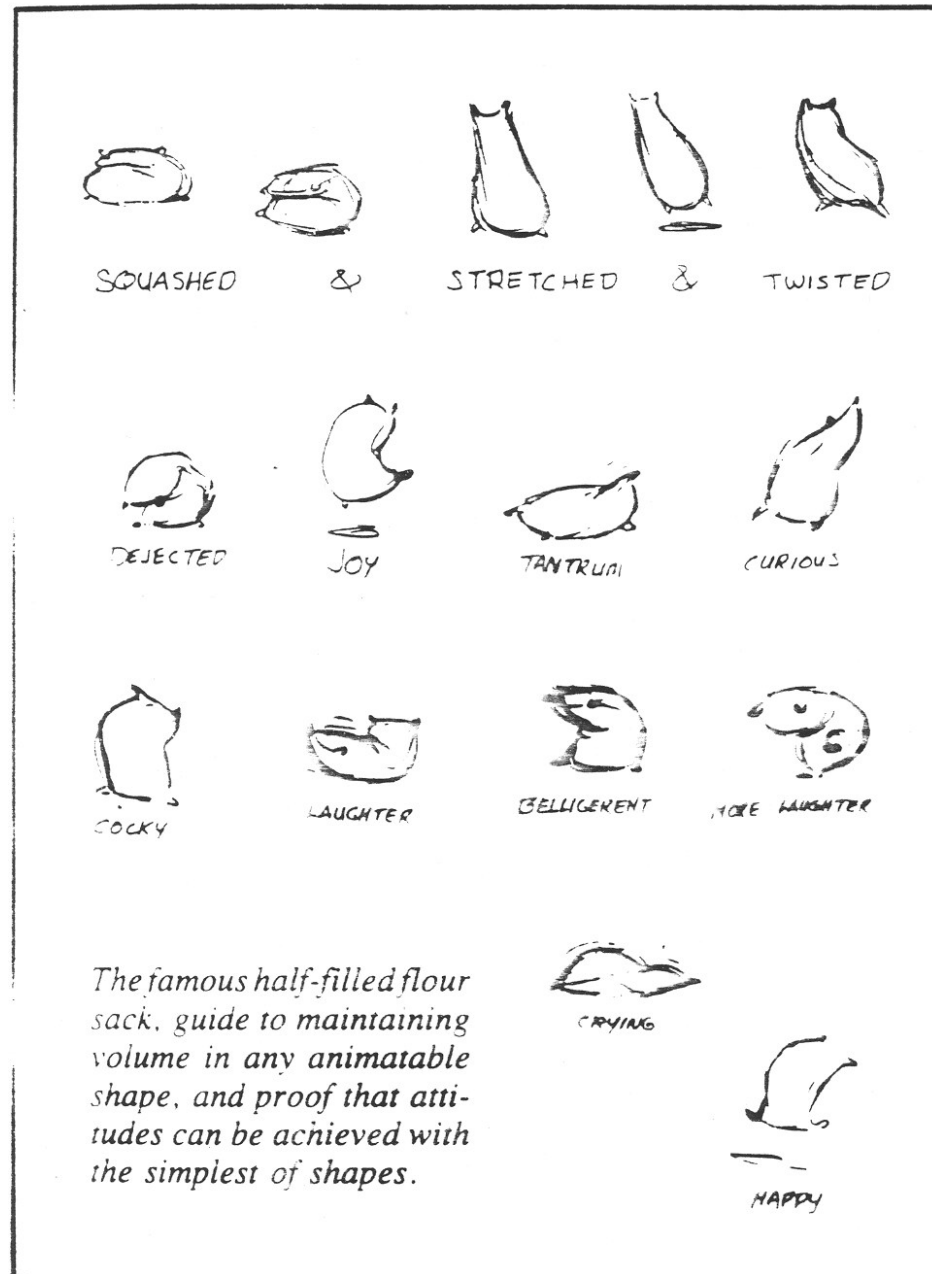 SQUASHED & STRETCHED & TWISTED
DEJECTED JOY TANTRUM CURIOUS
COCKY LAUGHTER BELLIGERENT MORE LAUGHTER
CRYING
HAPPY
The famous half-filled flour
sack, guide to maintaining
volume in any animatable
shape, and proof that atti-
tudes can be achieved with
the simplest of shapes.